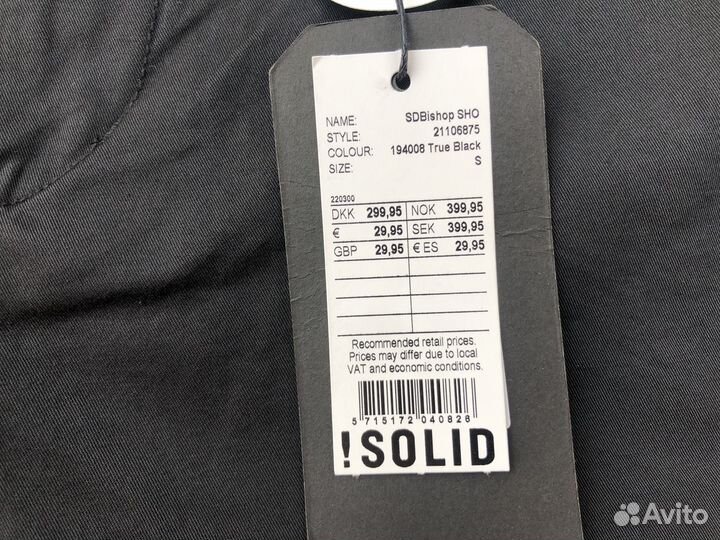 NAME: SDBishop SHO
STYLE: 21106875
COLOUR: 194008 True Black
SIZE: S
220300
DKK 299,95 NOK 399,95
€ 29,95 SEK 399,95
GBP 29,95 € ES 29,95
Recommended retail prices.
Prices may differ due to local
VAT and economic conditions.
5 715172 040826
!SOLID
Avito